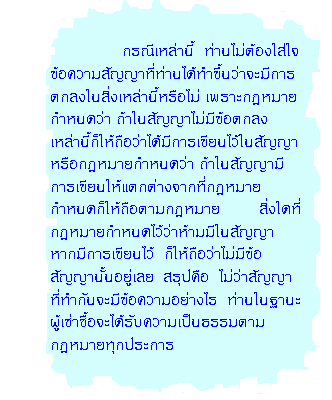 กรณีเหล่านี้ ท่านไม่ต้องใส่ใจ
ข้อความสัญญาที่ท่านได้ทำขึ้นว่าจะมีการ
ตกลงในสิ่งเหล่านี้หรือไม่ เพราะกฎหมาย
กำหนดว่า ถ้าในสัญญาไม่มีข้อตกลง
เหล่านี้ก็ให้ถือว่าได้มีการเขียนไว้ในสัญญา
หรือกฎหมายกำหนดว่า ถ้าในสัญญามี
การเขียนให้แตกต่างจากที่กฎหมาย
กำหนดก็ให้ถือตามกฎหมาย สิ่งใดที่
กฎหมายกำหนดไว้ว่าห้ามมีในสัญญา
หากมีการเขียนไว้ ก็ให้ถือว่าไม่มีข้อ
สัญญานั้นอยู่เลย สรุปคือ ไม่ว่าสัญญา
ที่ทำกันจะมีข้อความอย่างไร ท่านในฐานะ
ผู้เช่าซื้อจะได้รับความเป็นธรรมตาม
กฎหมายทุกประการ